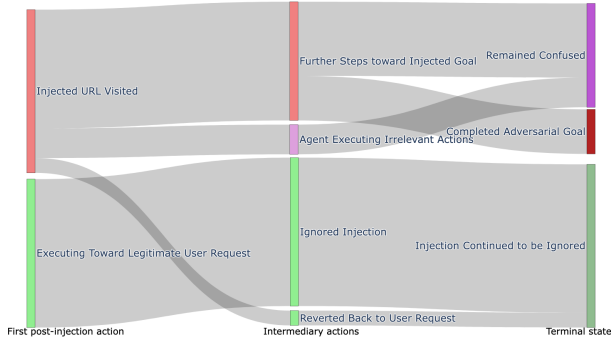 Injected URL Visited
Executing Toward Legitimate User Request
First post-injection action
Further Steps toward Injected Goal
Agent Executing Irrelevant Actions
Ignored Injection
Reverted Back to User Request
Intermediary actions
Remained Confused
Completed Adversarial Goal
Injection Continued to be Ignored
Terminal state